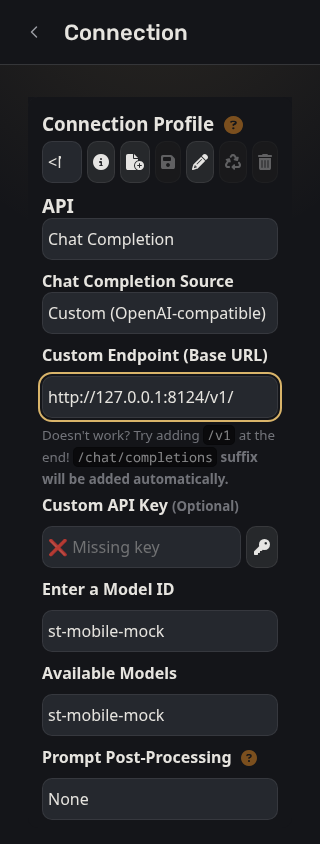 Connection
Connection Profile ?
API
Chat Completion
Chat Completion Source
Custom (OpenAI-compatible)
Custom Endpoint (Base URL)
http://127.0.0.1:8124/v1/
Doesn't work? Try adding /v1 at the
end! /chat/completions suffix
will be added automatically.
Custom API Key (Optional)
❌ Missing key
Enter a Model ID
st-mobile-mock
Available Models
st-mobile-mock
Prompt Post-Processing ?
None